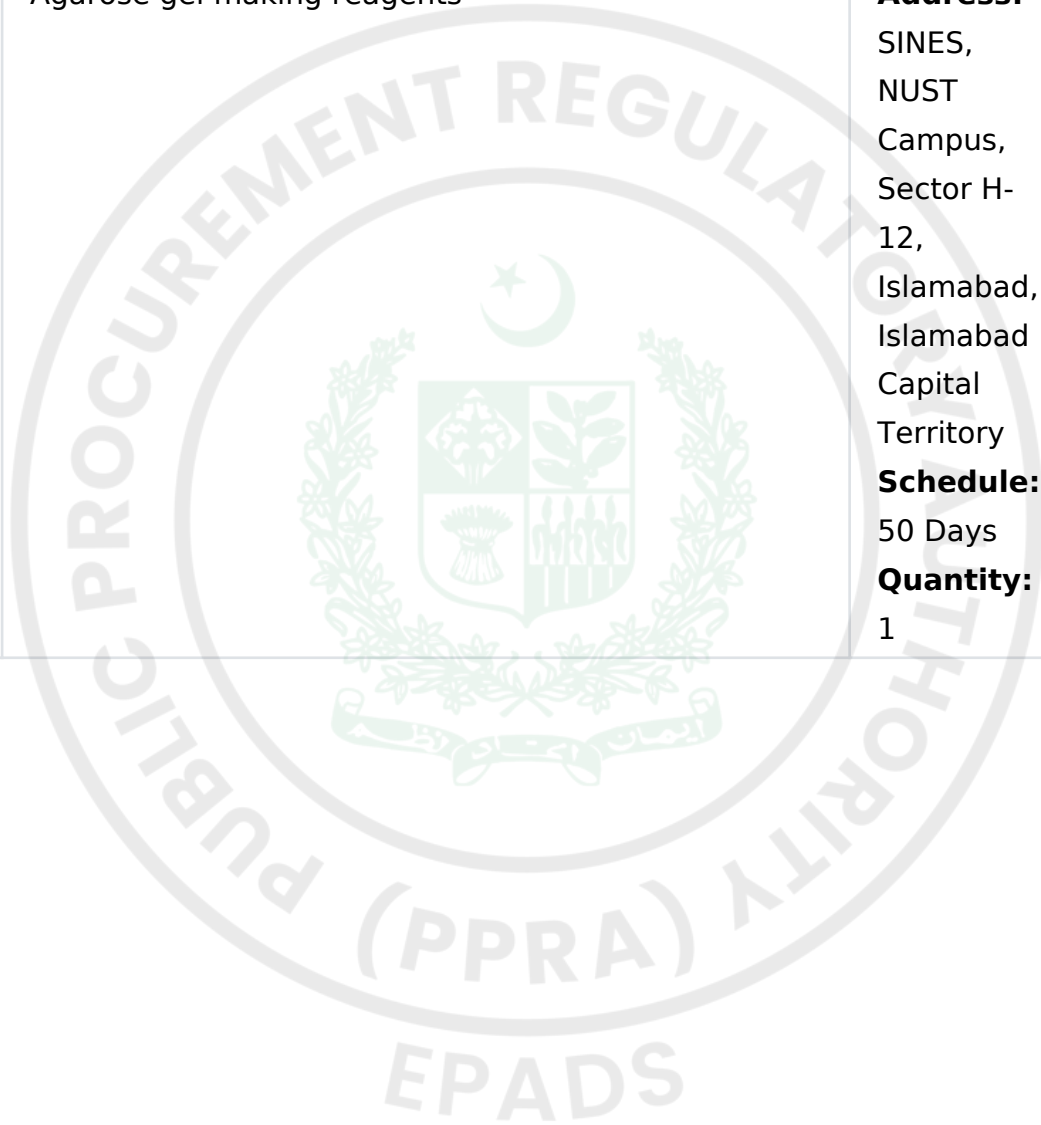 Agarose gel making reagents
Address:
SINES,
NUST
Campus,
Sector H-
12,
Islamabad,
Islamabad
Capital
Territory
Schedule:
50 Days
Quantity:
1
PUBLIC PROCUREMENT REGULATORY AUTHORITY
(PPRA)
EPADS